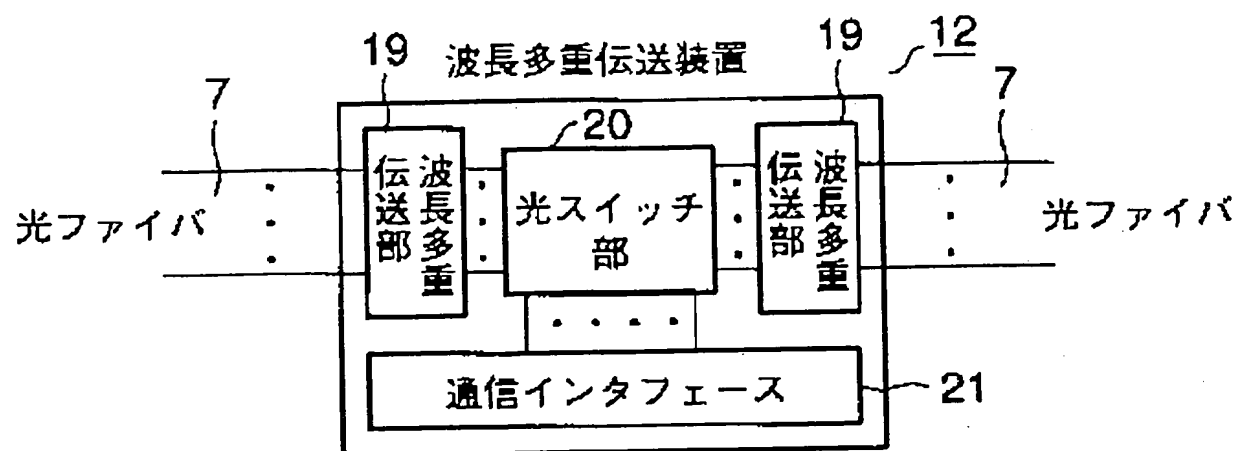 波長多重伝送装置
19
19
12
7
7
20
波長多重
伝送部
光スイッチ
部
波長多重
伝送部
光ファイバ
光ファイバ
通信インタフェース
21